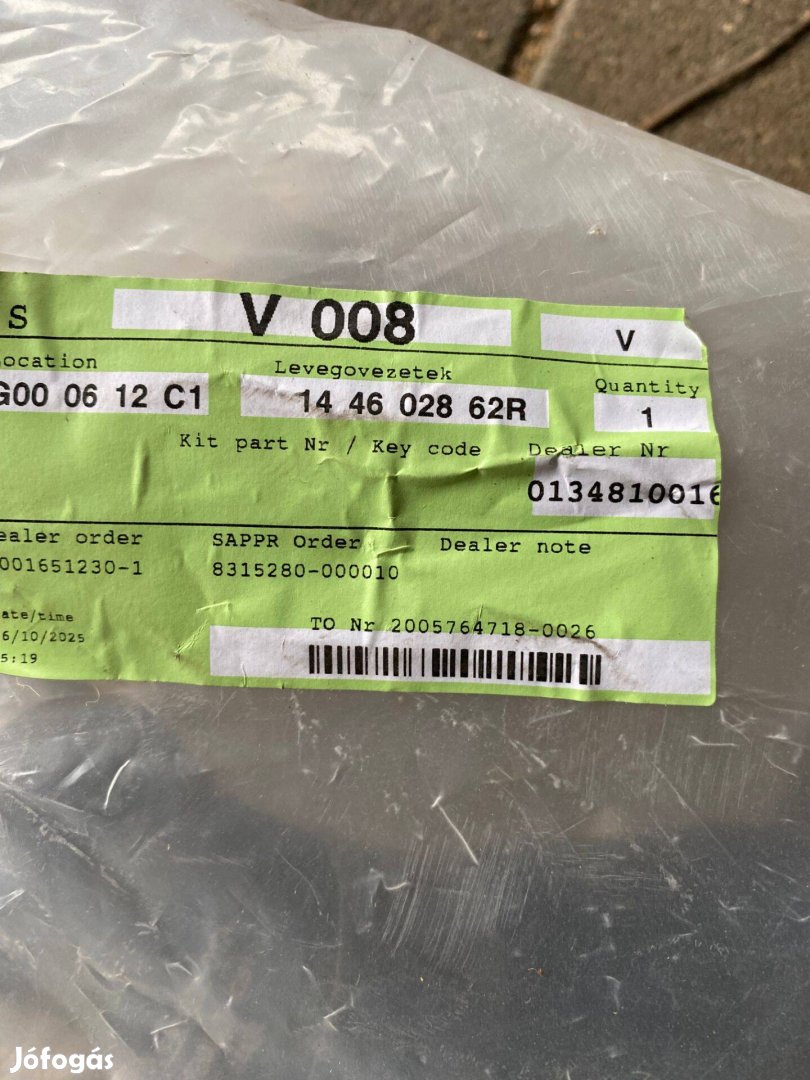 S V 008 V
ocation Levegovezetek Quantity
G00 06 12 C1 14 46 028 62R 1
Kit part Nr / Key code Dealer Nr
0134810016
ealer order SAPPR Order Dealer note
001651230-1 8315280-000010
ate/time TO Nr 2005764718-0026
6/10/2025
5:19
Jófogás